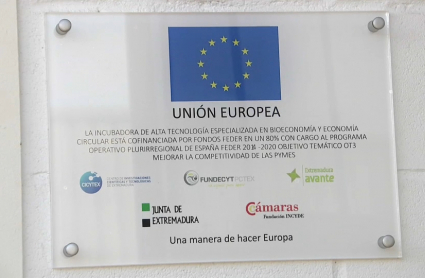 UNIÓN EUROPEA
LA INCUBADORA DE ALTA TECNOLOGÍA ESPECIALIZADA EN BIOECONOMÍA Y ECONOMÍA
CIRCULAR ESTÁ COFINANCIADA POR FONDOS FEDER EN UN 80% CON CARGO AL PROGRAMA
OPERATIVO PLURIRREGIONAL DE ESPAÑA FEDER 2014 -2020 OBJETIVO TEMÁTICO OT3
MEJORAR LA COMPETITIVIDAD DE LAS PYMES
CICYTEX
FUNDECYT PCTEX
Extremadura
avante
JUNTA DE
EXTREMADURA
Cámaras
Fundación INCYDE
Una manera de hacer Europa